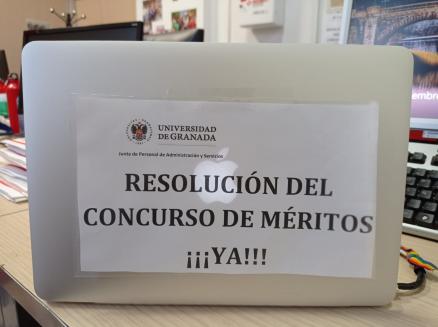 UNIVERSIDAD
DE GRANADA
Junta de Personal de Administración y Servicios
RESOLUCIÓN DEL
CONCURSO DE MÉRITOS
¡¡¡YA!!!